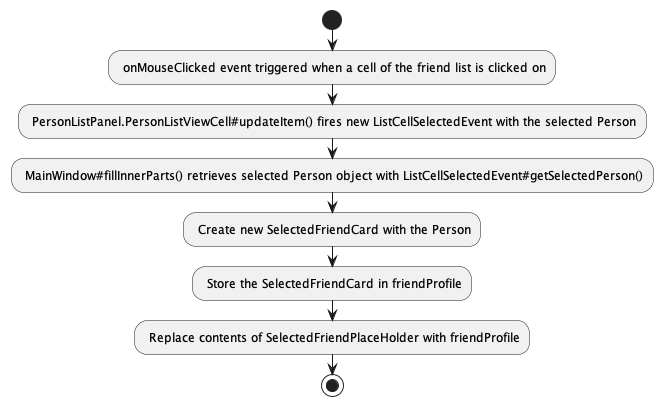 onMouseClicked event triggered when a cell of the friend list is clicked on
PersonListPanel.PersonListViewCell#updateItem() fires new ListCellSelectedEvent with the selected Person
MainWindow#fillInnerParts() retrieves selected Person object with ListCellSelectedEvent#getSelectedPerson()
Create new SelectedFriendCard with the Person
Store the SelectedFriendCard in friendProfile
Replace contents of SelectedFriendPlaceHolder with friendProfile